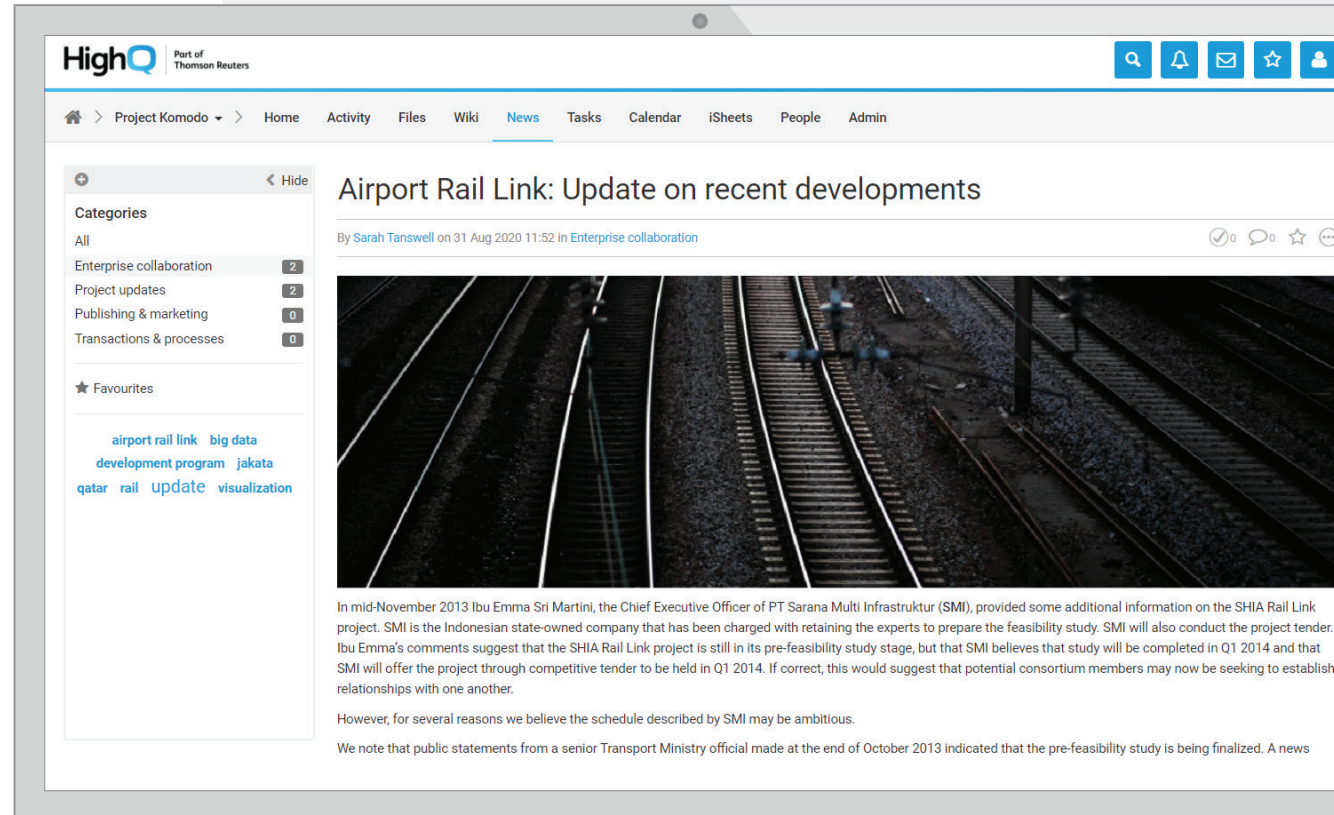 HighQ
Part of
Thomson Reuters
Project Komodo
Home
Activity
Files
Wiki
News
Tasks
Calendar
iSheets
People
Admin
Hide
Categories
All
Enterprise collaboration 2
Project updates 2
Publishing & marketing 0
Transactions & processes 0
Favourites
airport rail link big data
development program jakata
qatar rail update visualization
Airport Rail Link: Update on recent developments
By Sarah Tanswell on 31 Aug 2020 11:52 in Enterprise collaboration
0 0
In mid-November 2013 Ibu Emma Sri Martini, the Chief Executive Officer of PT Sarana Multi Infrastruktur (SMI), provided some additional information on the SHIA Rail Link
project. SMI is the Indonesian state-owned company that has been charged with retaining the experts to prepare the feasibility study. SMI will also conduct the project tender.
Ibu Emma's comments suggest that the SHIA Rail Link project is still in its pre-feasibility study stage, but that SMI believes that study will be completed in Q1 2014 and that
SMI will offer the project through competitive tender to be held in Q1 2014. If correct, this would suggest that potential consortium members may now be seeking to establish
relationships with one another.
However, for several reasons we believe the schedule described by SMI may be ambitious.
We note that public statements from a senior Transport Ministry official made at the end of October 2013 indicated that the pre-feasibility study is being finalized. A news